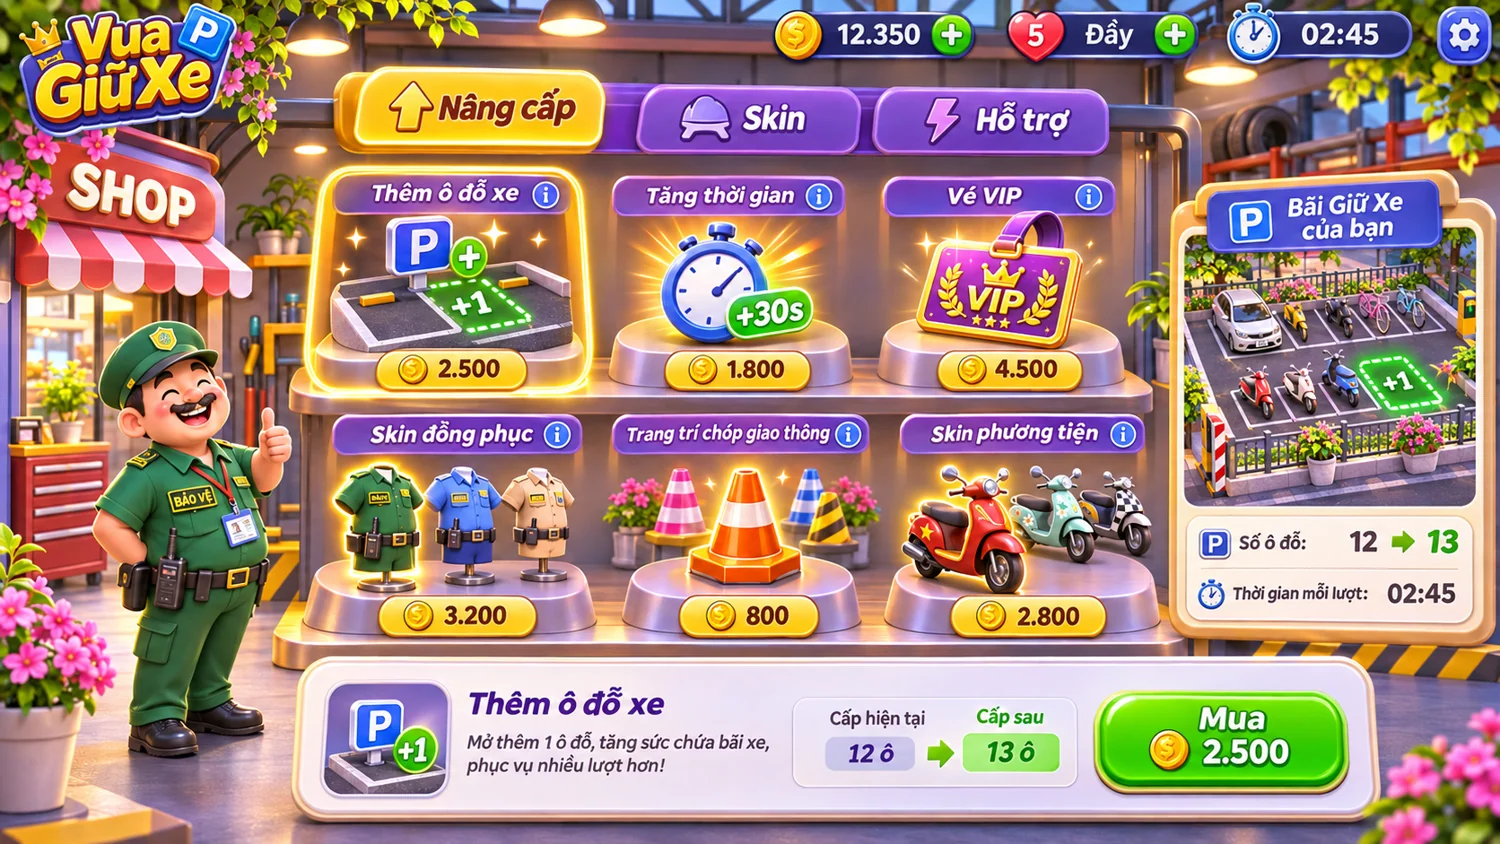 Vua P
Giữ Xe
$ 12.350 +
5 Đầy +
02:45
Nâng cấp
Skin
Hỗ trợ
SHOP
Thêm ô đỗ xe i
P +
+1
$ 2.500
Tăng thời gian i
+30s
$ 1.800
Vé VIP i
VIP
$ 4.500
P Bãi Giữ Xe
của bạn
+1
P Số ô đỗ: 12 → 13
Thời gian mỗi lượt: 02:45
BẢO VỆ
Skin đồng phục i
$ 3.200
Trang trí chóp giao thông i
$ 800
Skin phương tiện i
$ 2.800
P
+1
Thêm ô đỗ xe
Mở thêm 1 ô đỗ, tăng sức chứa bãi xe,
phục vụ nhiều lượt hơn!
Cấp hiện tại
12 ô
→
Cấp sau
13 ô
Mua
$ 2.500